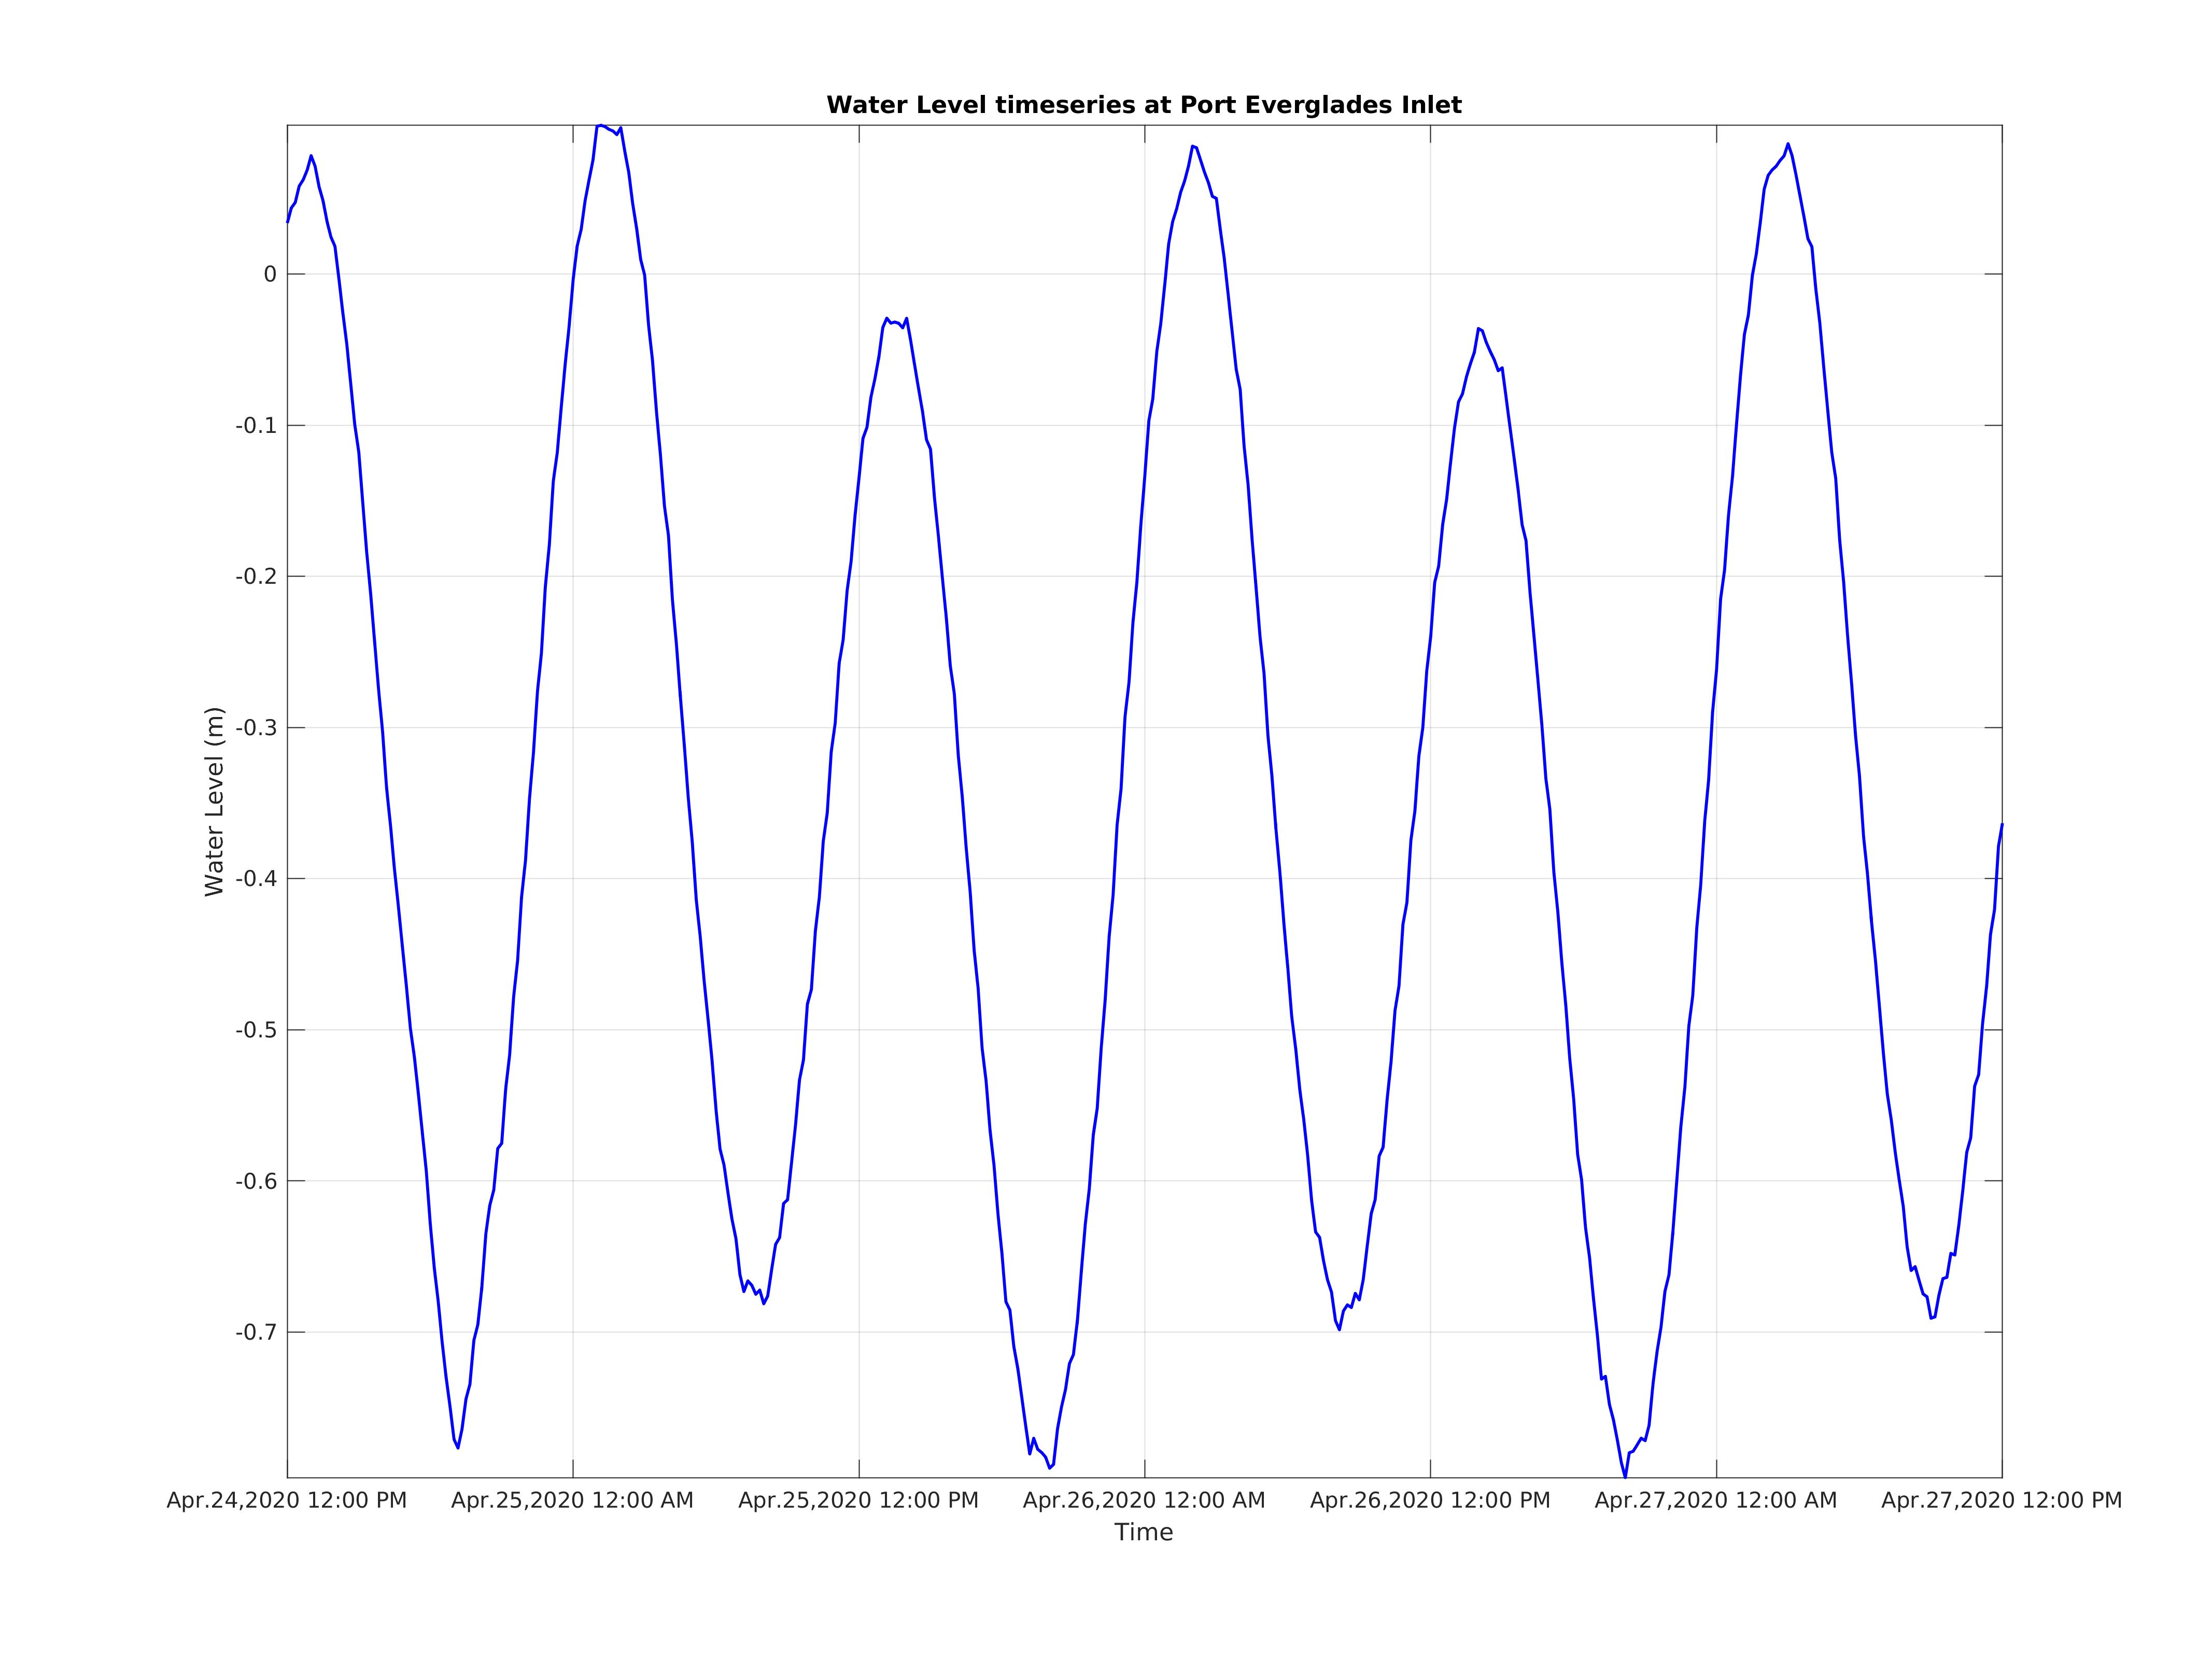 Water Level timeseries at Port Everglades Inlet
0
-0.1
-0.2
-0.3
-0.4
-0.5
-0.6
-0.7
Water Level (m)
Apr.24,2020 12:00 PM Apr.25,2020 12:00 AM Apr.25,2020 12:00 PM Apr.26,2020 12:00 AM Apr.26,2020 12:00 PM Apr.27,2020 12:00 AM Apr.27,2020 12:00 PM
Time